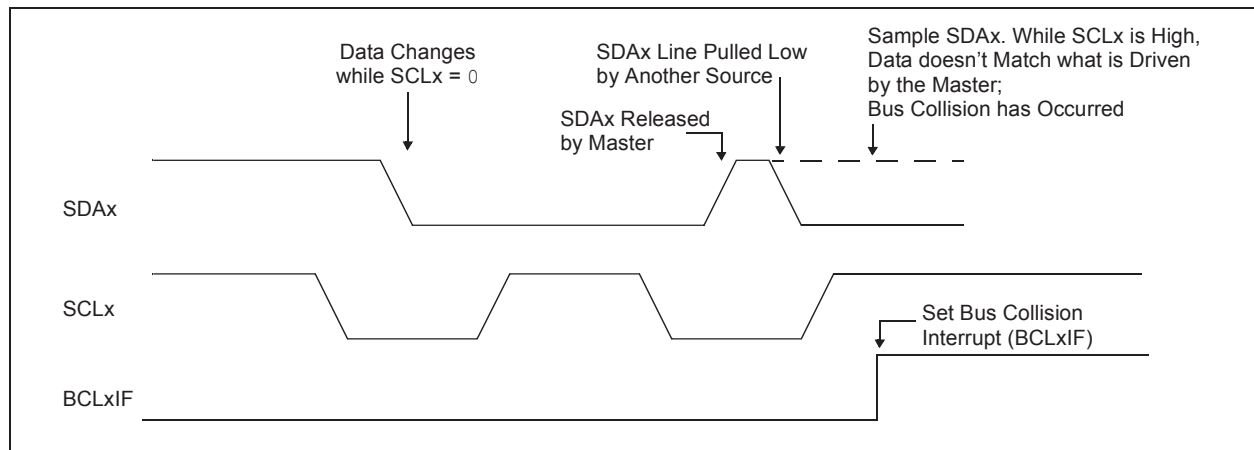 Data Changes
while SCLx = 0
SDAx Line Pulled Low
by Another Source
Sample SDAx. While SCLx is High,
Data doesn’t Match what is Driven
by the Master;
Bus Collision has Occurred
SDAx Released
by Master
SDAx
SCLx
Set Bus Collision
Interrupt (BCLxIF)
BCLxIF